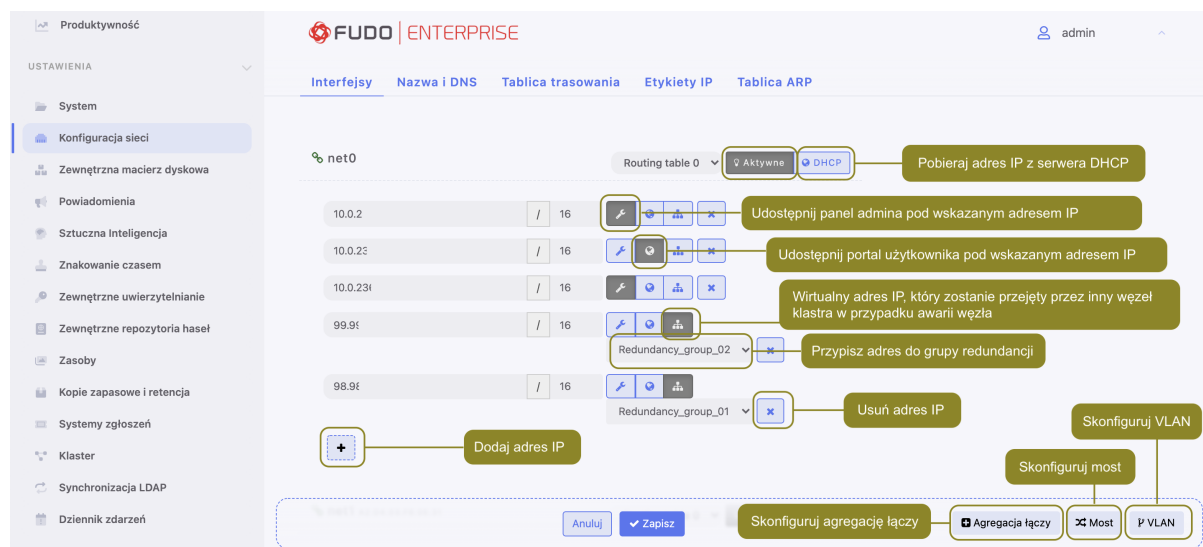 Produktywność
FUDO ENTERPRISE
admin
USTAWIENIA
Interfejsy Nazwa i DNS Tablica trasowania Etykiety IP Tablica ARP
System
Konfiguracja sieci
Zewnętrzna macierz dyskowa
Powiadomienia
Sztuczna Inteligencja
Znakowanie czasem
Zewnętrzne uwierzytelnianie
Zewnętrzne repozytoria haseł
Zasoby
Kopie zapasowe i retencja
Systemy zgłoszeń
Klaster
Synchronizacja LDAP
Dziennik zdarzeń
net0
Routing table 0 Aktywne DHCP
Pobieraj adres IP z serwera DHCP
10.0.2 / 16
Udostępnij panel admina pod wskazanym adresem IP
10.0.23 / 16
Udostępnij portal użytkownika pod wskazanym adresem IP
10.0.236 / 16
Wirtualny adres IP, który zostanie przejęty przez inny węzeł
klastra w przypadku awarii węzła
99.99 / 16
Redundancy_group_02
Przypisz adres do grupy redundancji
98.98 / 16
Redundancy_group_01
Usuń adres IP
Skonfiguruj VLAN
Dodaj adres IP
Skonfiguruj most
Anuluj Zapisz
Skonfiguruj agregację łączy
Agregacja łączy Most VLAN